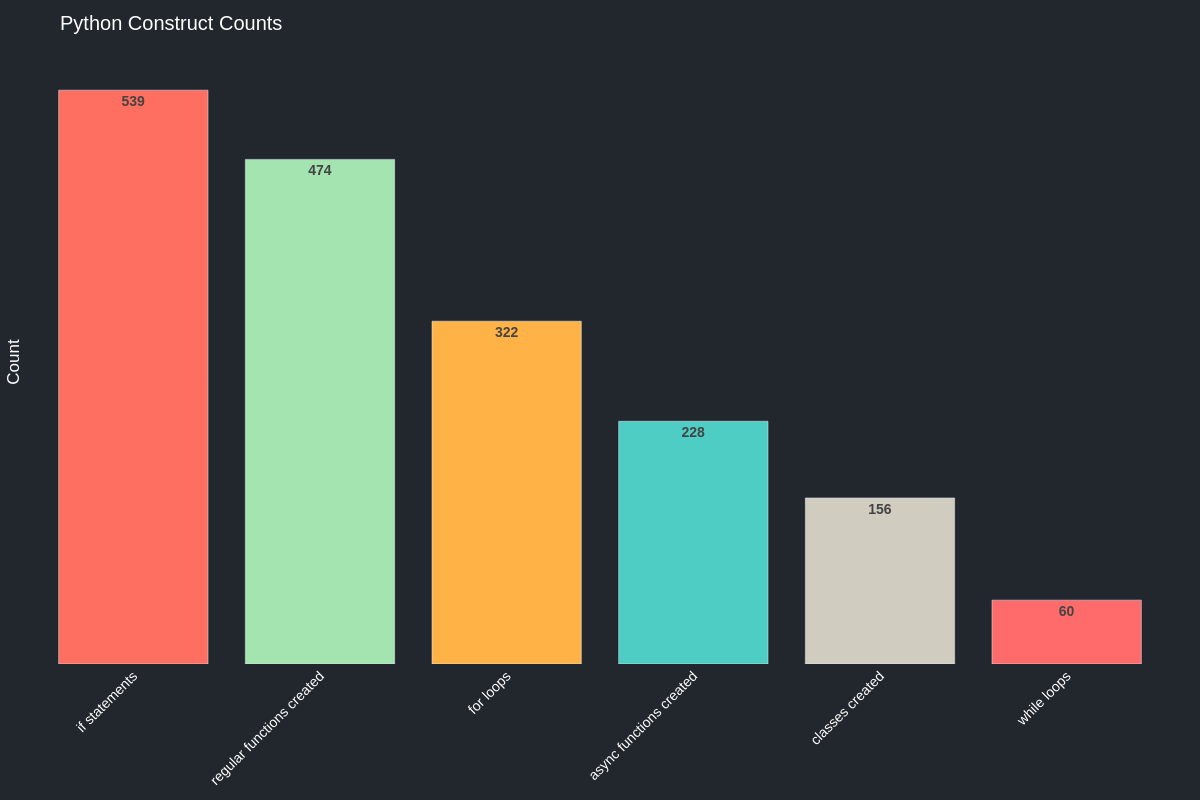 Python Construct Counts
539
474
322
228
156
60
Count
if statements
regular functions created
for loops
async functions created
classes created
while loops